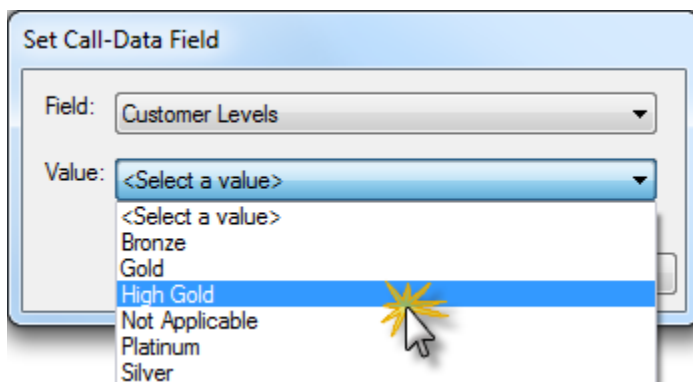 Set Call-Data Field
Field: Customer Levels
Value: <Select a value>
<Select a value>
Bronze
Gold
High Gold
Not Applicable
Platinum
Silver